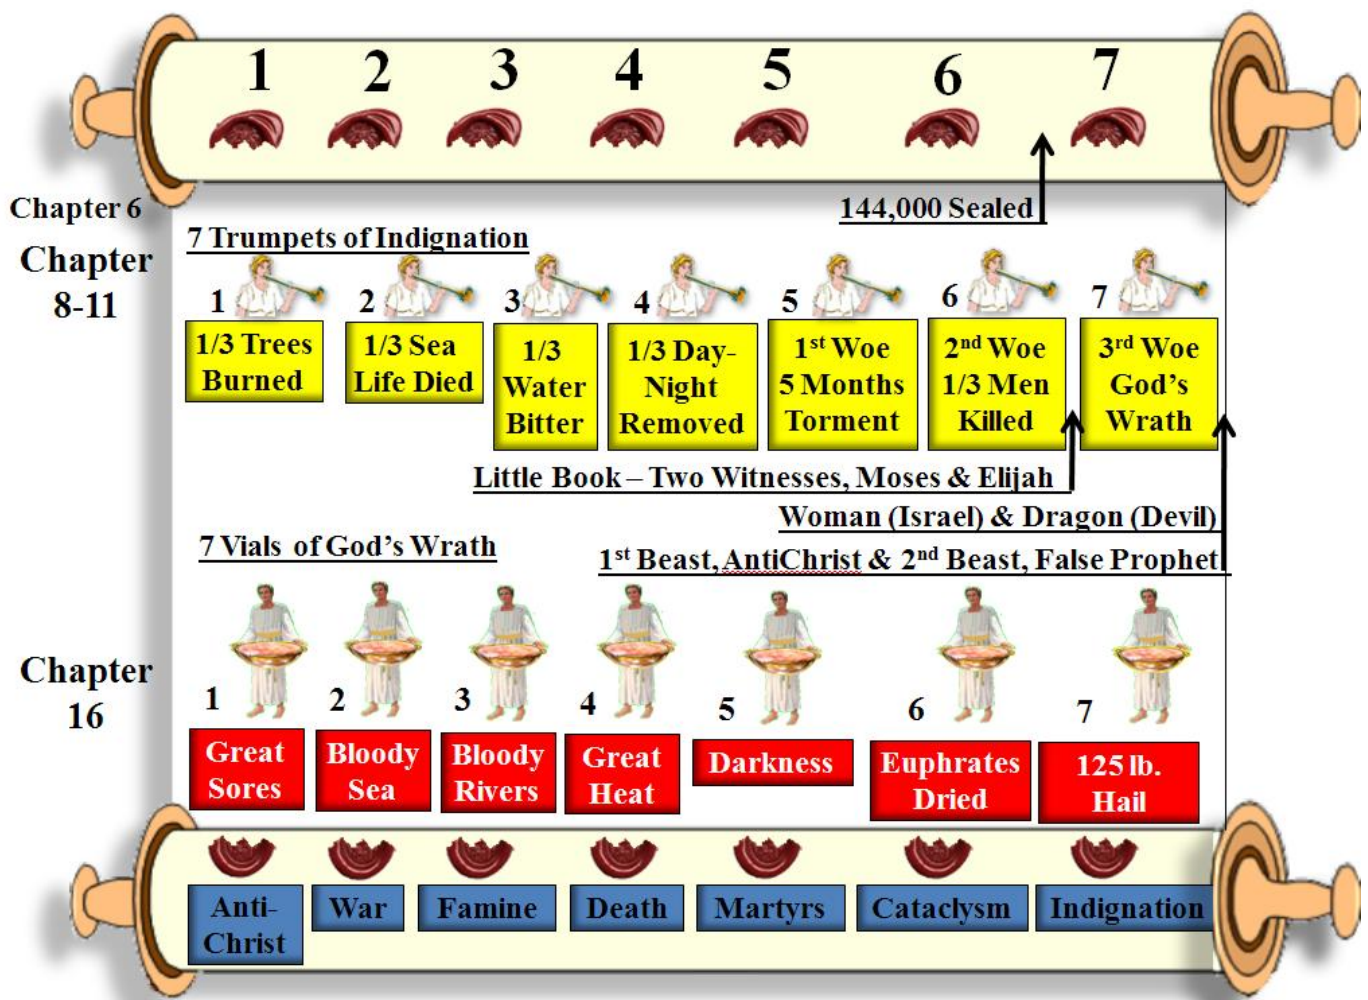 1 2 3 4 5 6 7
Chapter 6
144,000 Sealed
Chapter
8-11
7 Trumpets of Indignation
1
1/3 Trees
Burned
2
1/3 Sea
Life Died
3
1/3
Water
Bitter
4
1/3 Day-
Night
Removed
5
1st Woe
5 Months
Torment
6
2nd Woe
1/3 Men
Killed
7
3rd Woe
God's
Wrath
Little Book – Two Witnesses, Moses & Elijah
Woman (Israel) & Dragon (Devil)
7 Vials of God's Wrath
1st Beast, AntiChrist & 2nd Beast, False Prophet
Chapter
16
1
Great
Sores
2
Bloody
Sea
3
Bloody
Rivers
4
Great
Heat
5
Darkness
6
Euphrates
Dried
7
125 lb.
Hail
Anti-
Christ
War
Famine
Death
Martyrs
Cataclysm
Indignation